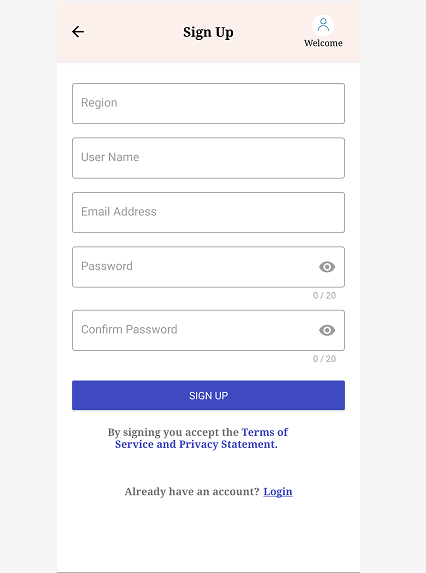 Sign Up
Welcome
Region
User Name
Email Address
Password
0 / 20
Confirm Password
0 / 20
SIGN UP
By signing you accept the Terms of
Service and Privacy Statement.
Already have an account? Login